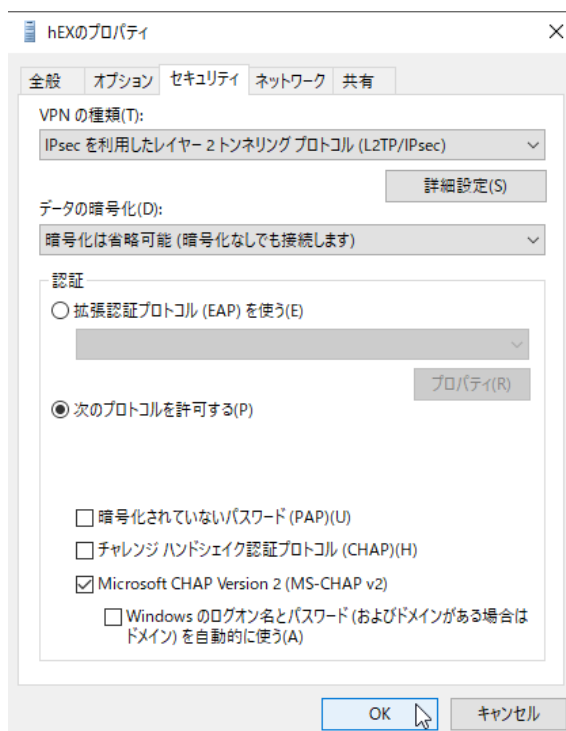 hEXのプロパティ
全般 オプション セキュリティ ネットワーク 共有
VPN の種類(T):
IPsec を利用したレイヤー 2 トンネリング プロトコル (L2TP/IPsec)
詳細設定(S)
データの暗号化(D):
暗号化は省略可能 (暗号化なしでも接続します)
認証
拡張認証プロトコル (EAP) を使う(E)
プロパティ(R)
次のプロトコルを許可する(P)
暗号化されていないパスワード (PAP)(U)
チャレンジ ハンドシェイク認証プロトコル (CHAP)(H)
Microsoft CHAP Version 2 (MS-CHAP v2)
Windows のログオン名とパスワード (およびドメインがある場合は
ドメイン) を自動的に使う(A)
OK キャンセル